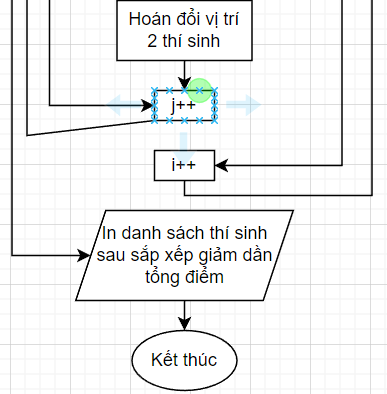 Hoán đổi vị trí
2 thí sinh
j++
i++
In danh sách thí sinh
sau sắp xếp giảm dần
tổng điểm
Kết thúc